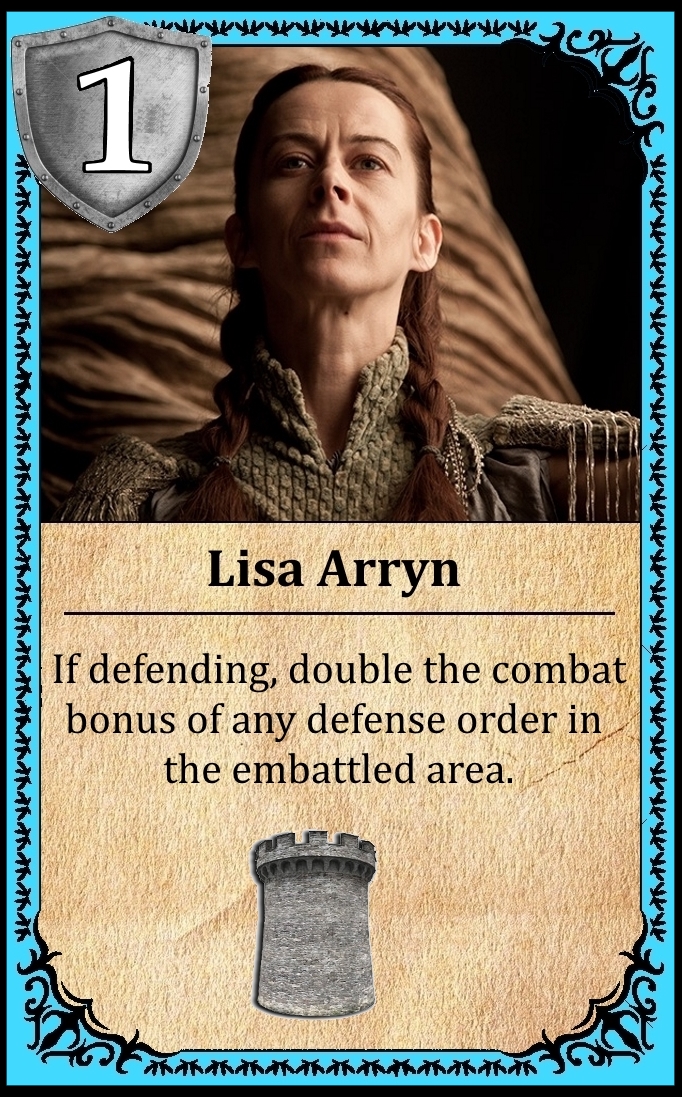 1
Lisa Arryn
If defending, double the combat
bonus of any defense order in
the embattled area.